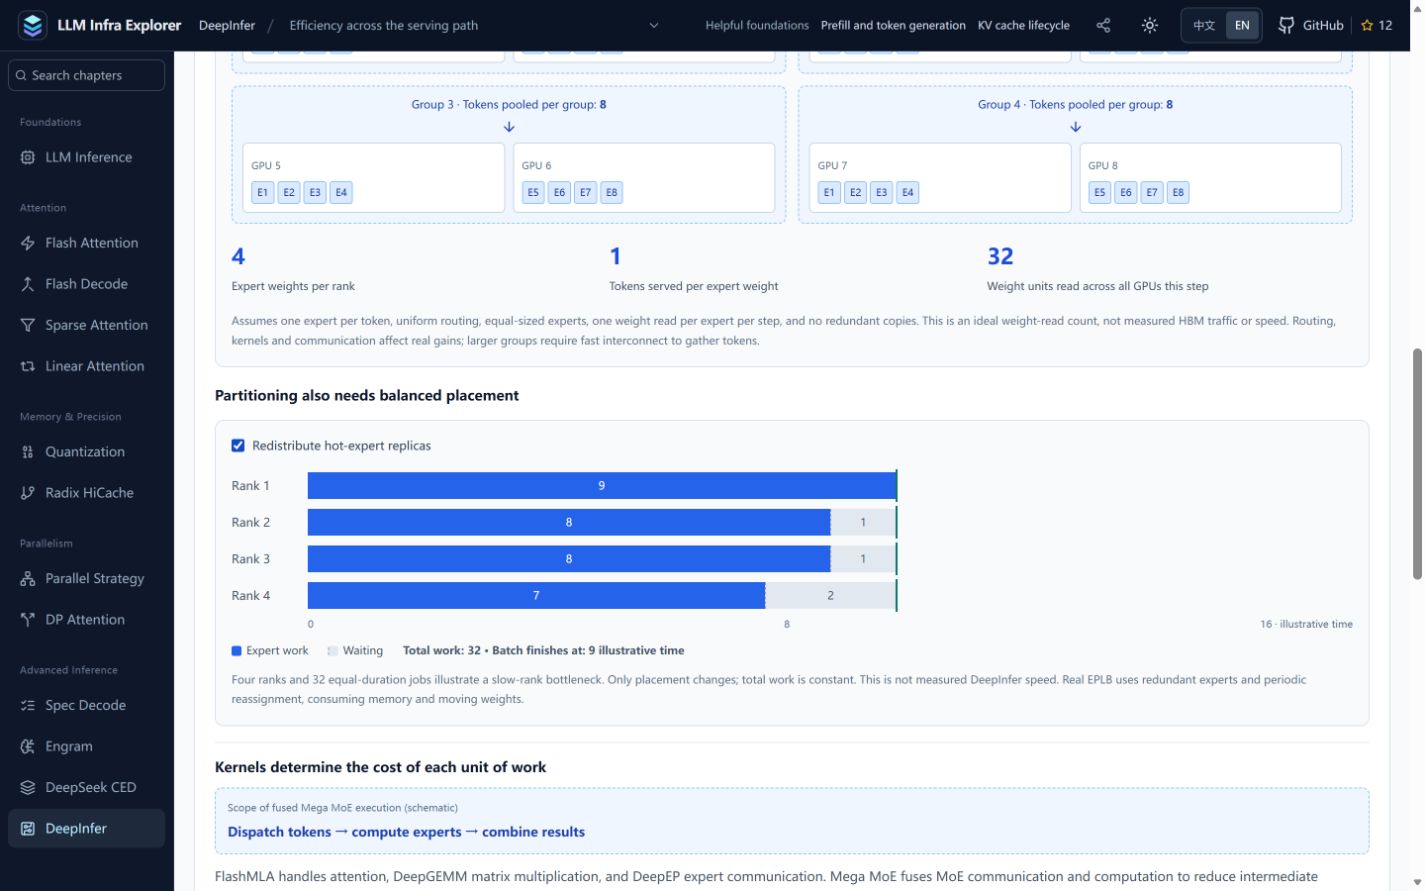 LLM Infra Explorer
DeepInfer / Efficiency across the serving path
Helpful foundations Prefill and token generation KV cache lifecycle
中文 EN GitHub 12
Search chapters
Foundations
LLM Inference
Attention
Flash Attention
Flash Decode
Sparse Attention
Linear Attention
Memory & Precision
Quantization
Radix HiCache
Parallelism
Parallel Strategy
DP Attention
Advanced Inference
Spec Decode
Engram
DeepSeek CED
DeepInfer
Group 3 · Tokens pooled per group: 8
↓
GPU 5
E1 E2 E3 E4
GPU 6
E5 E6 E7 E8
Group 4 · Tokens pooled per group: 8
↓
GPU 7
E1 E2 E3 E4
GPU 8
E5 E6 E7 E8
4
Expert weights per rank
1
Tokens served per expert weight
32
Weight units read across all GPUs this step
Assumes one expert per token, uniform routing, equal-sized experts, one weight read per expert per step, and no redundant copies. This is an ideal weight-read count, not measured HBM traffic or speed. Routing,
kernels and communication affect real gains; larger groups require fast interconnect to gather tokens.
Partitioning also needs balanced placement
Redistribute hot-expert replicas
Rank 1 9
Rank 2 8 1
Rank 3 8 1
Rank 4 7 2
0 8 16 · illustrative time
Expert work Waiting Total work: 32 • Batch finishes at: 9 illustrative time
Four ranks and 32 equal-duration jobs illustrate a slow-rank bottleneck. Only placement changes; total work is constant. This is not measured DeepInfer speed. Real EPLB uses redundant experts and periodic
reassignment, consuming memory and moving weights.
Kernels determine the cost of each unit of work
Scope of fused Mega MoE execution (schematic)
Dispatch tokens → compute experts → combine results
FlashMLA handles attention, DeepGEMM matrix multiplication, and DeepEP expert communication. Mega MoE fuses MoE communication and computation to reduce intermediate